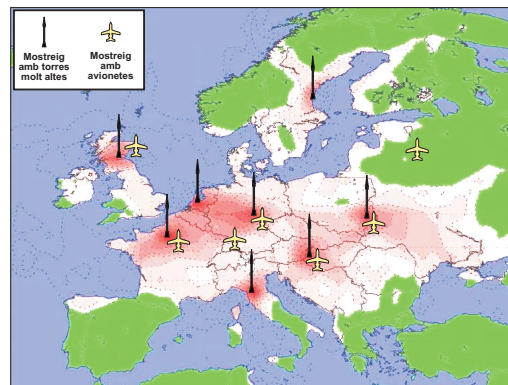 Mostreig
amb torres
molt altes
Mostreig
amb
avionetes